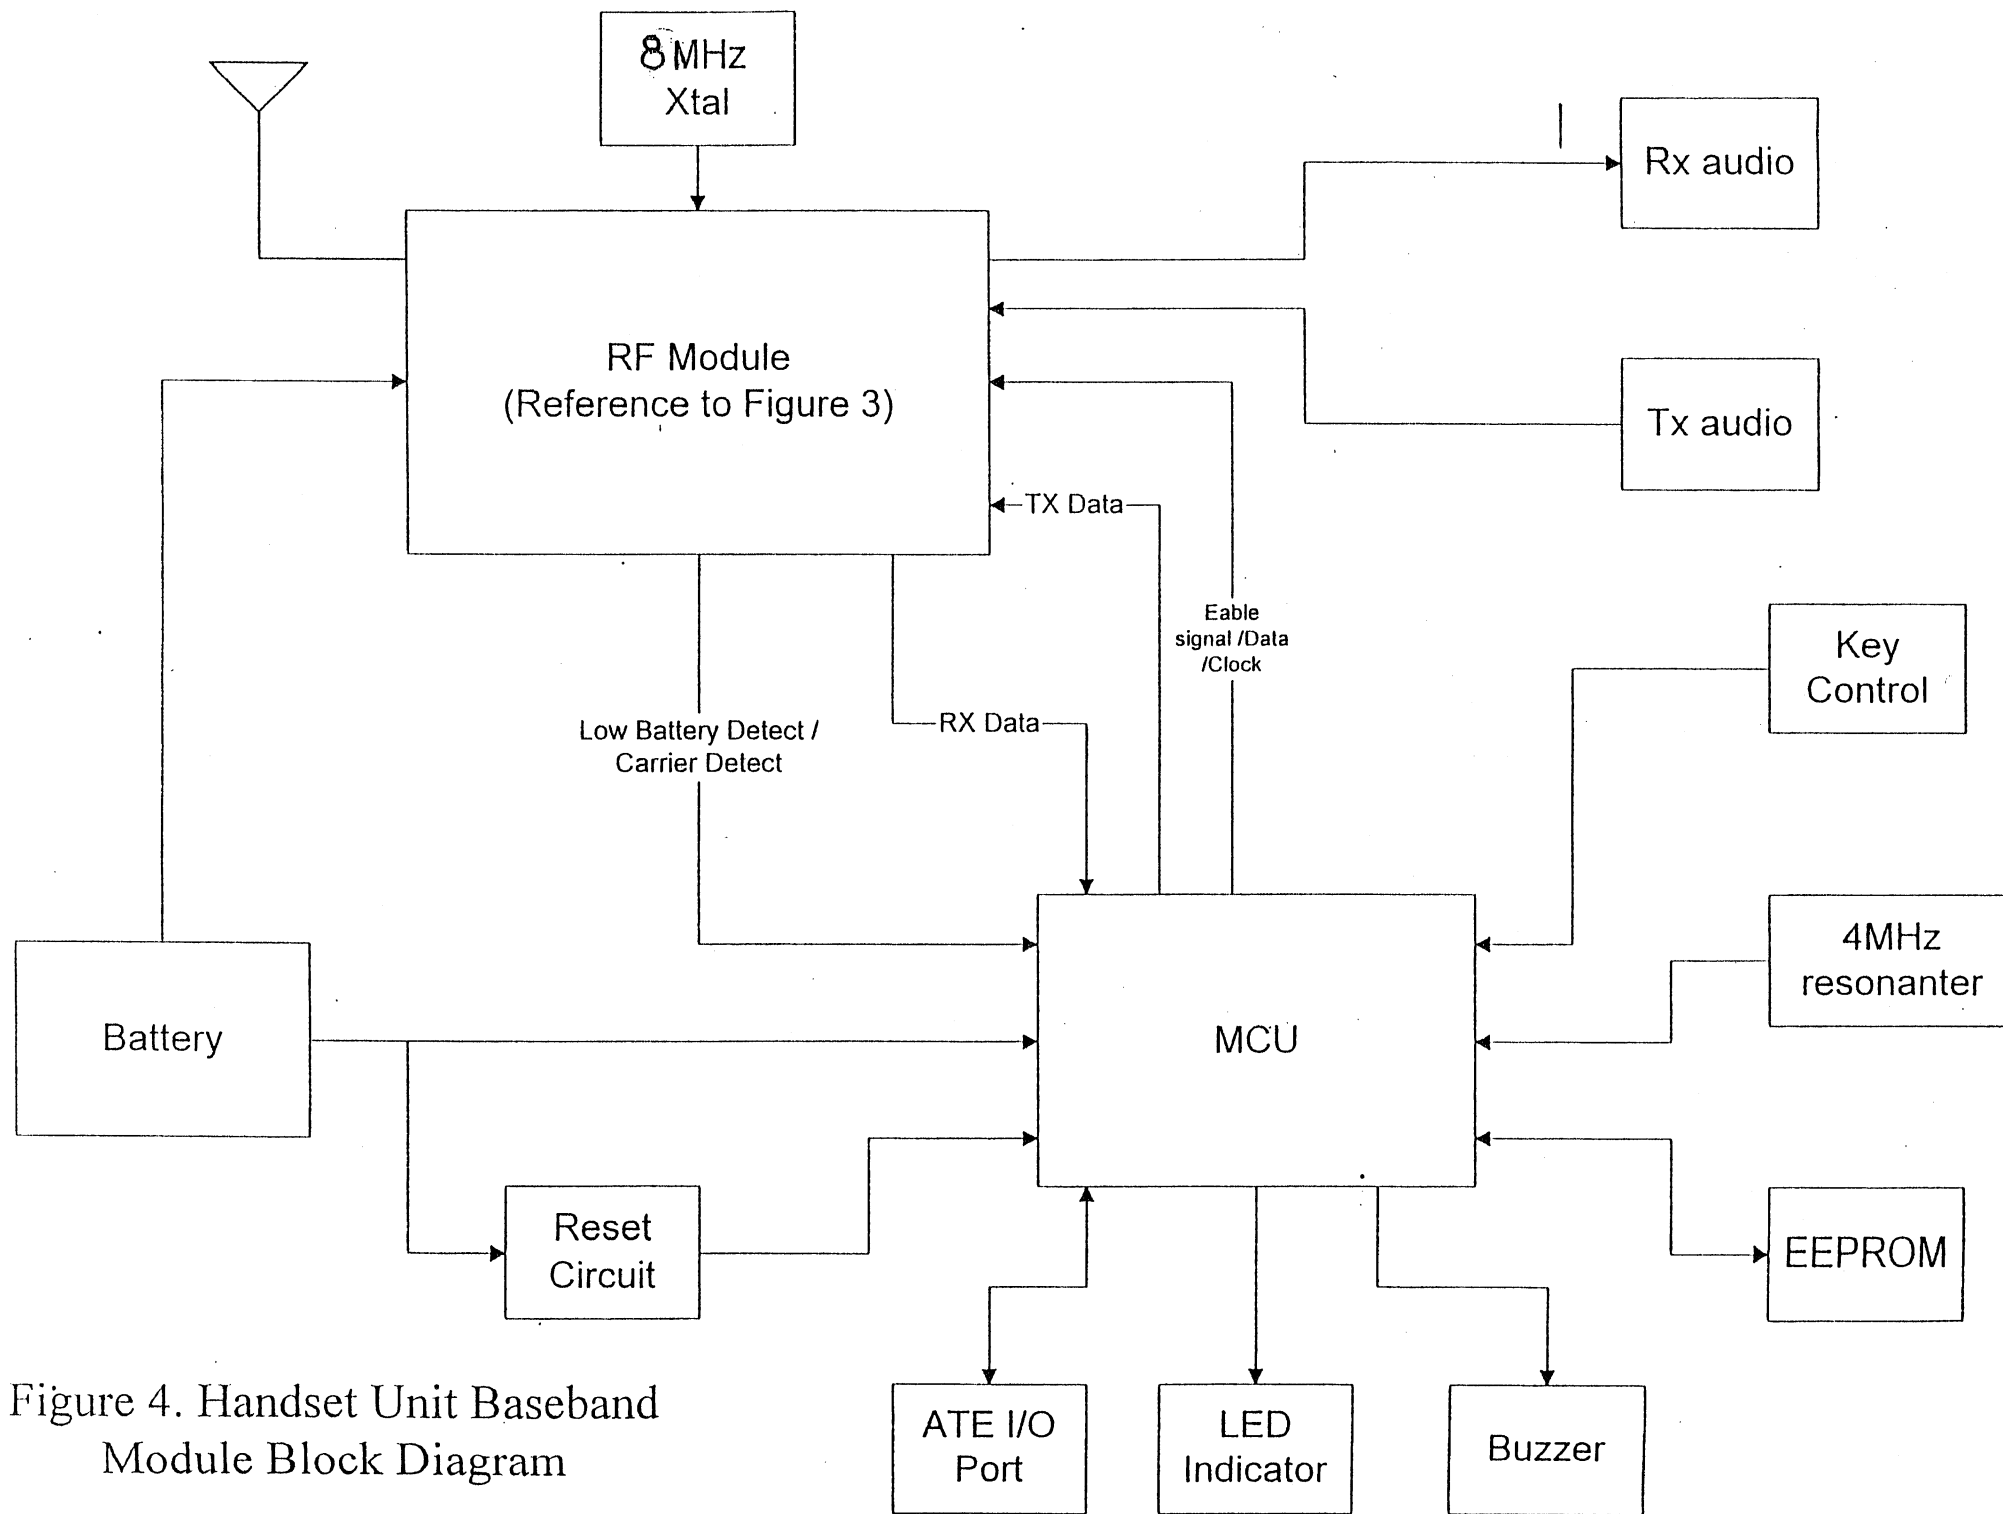 8MHz
Xtal
Rx audio
RF Module
(Reference to Figure 3)
Tx audio
TX Data
Eable
signal /Data
/Clock
Key
Control
Low Battery Detect /
Carrier Detect
RX Data
4MHz
resonanter
Battery
MCU
Reset
Circuit
EEPROM
ATE I/O
Port
LED
Indicator
Buzzer
Figure 4. Handset Unit Baseband
Module Block Diagram